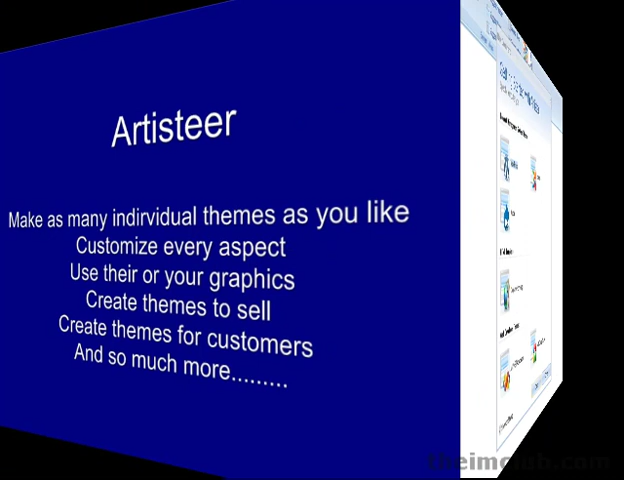 Artisteer
Make as many indirvidual themes as you like
Customize every aspect
Use their or your graphics
Create themes to sell
Create themes for customers
And so much more.........
theimclub.com